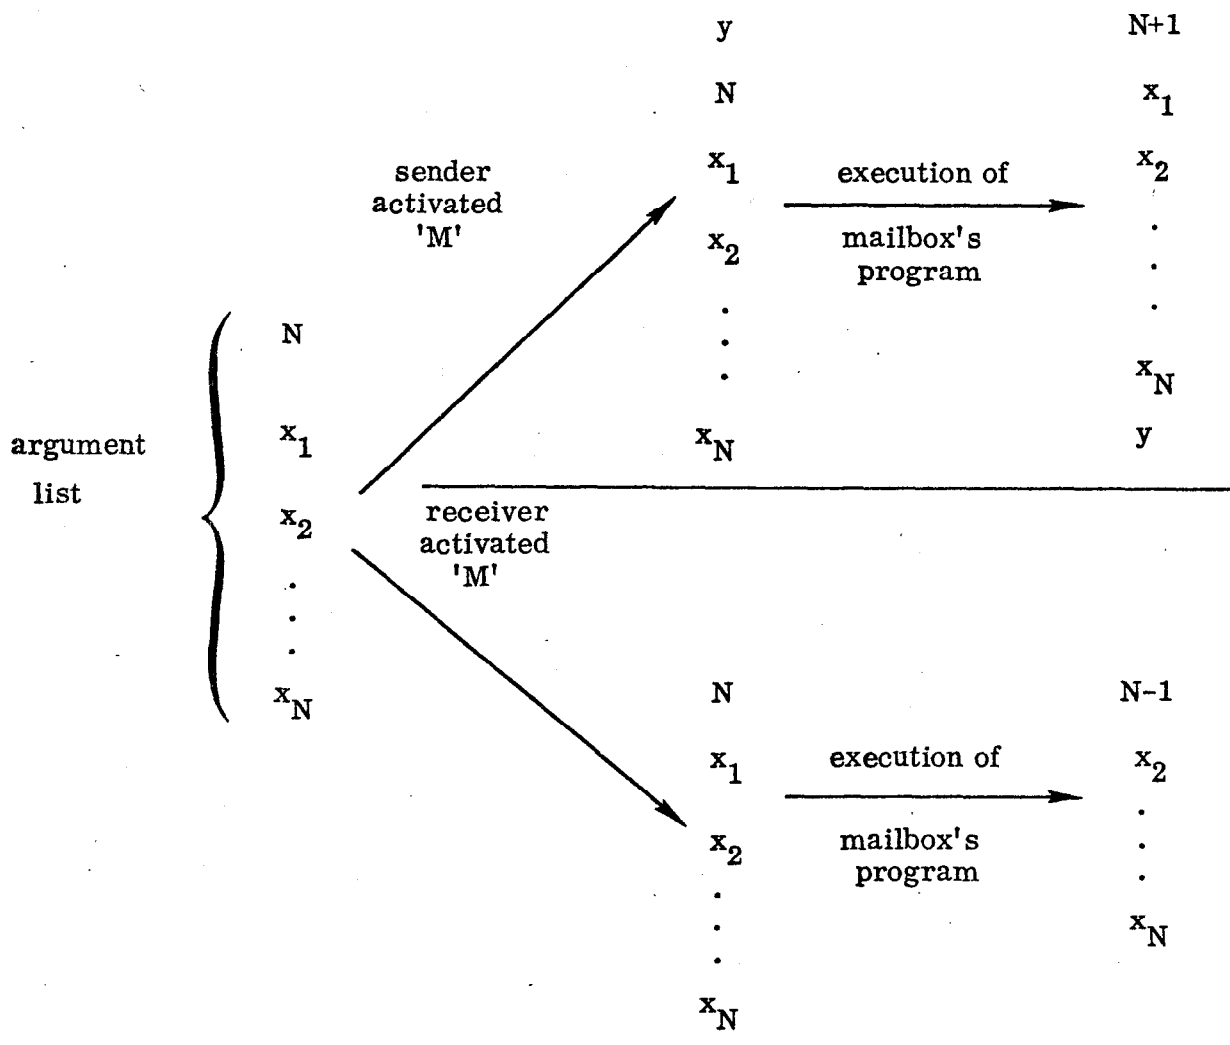 argument
list
N
x1
x2
.
.
.
xN
sender
activated
'M'
y
N
x1
x2
.
.
.
xN
execution of
mailbox's
program
N+1
x1
x2
.
.
.
xN
y
receiver
activated
'M'
N
x1
x2
.
.
.
xN
execution of
mailbox's
program
N-1
x2
.
.
.
xN